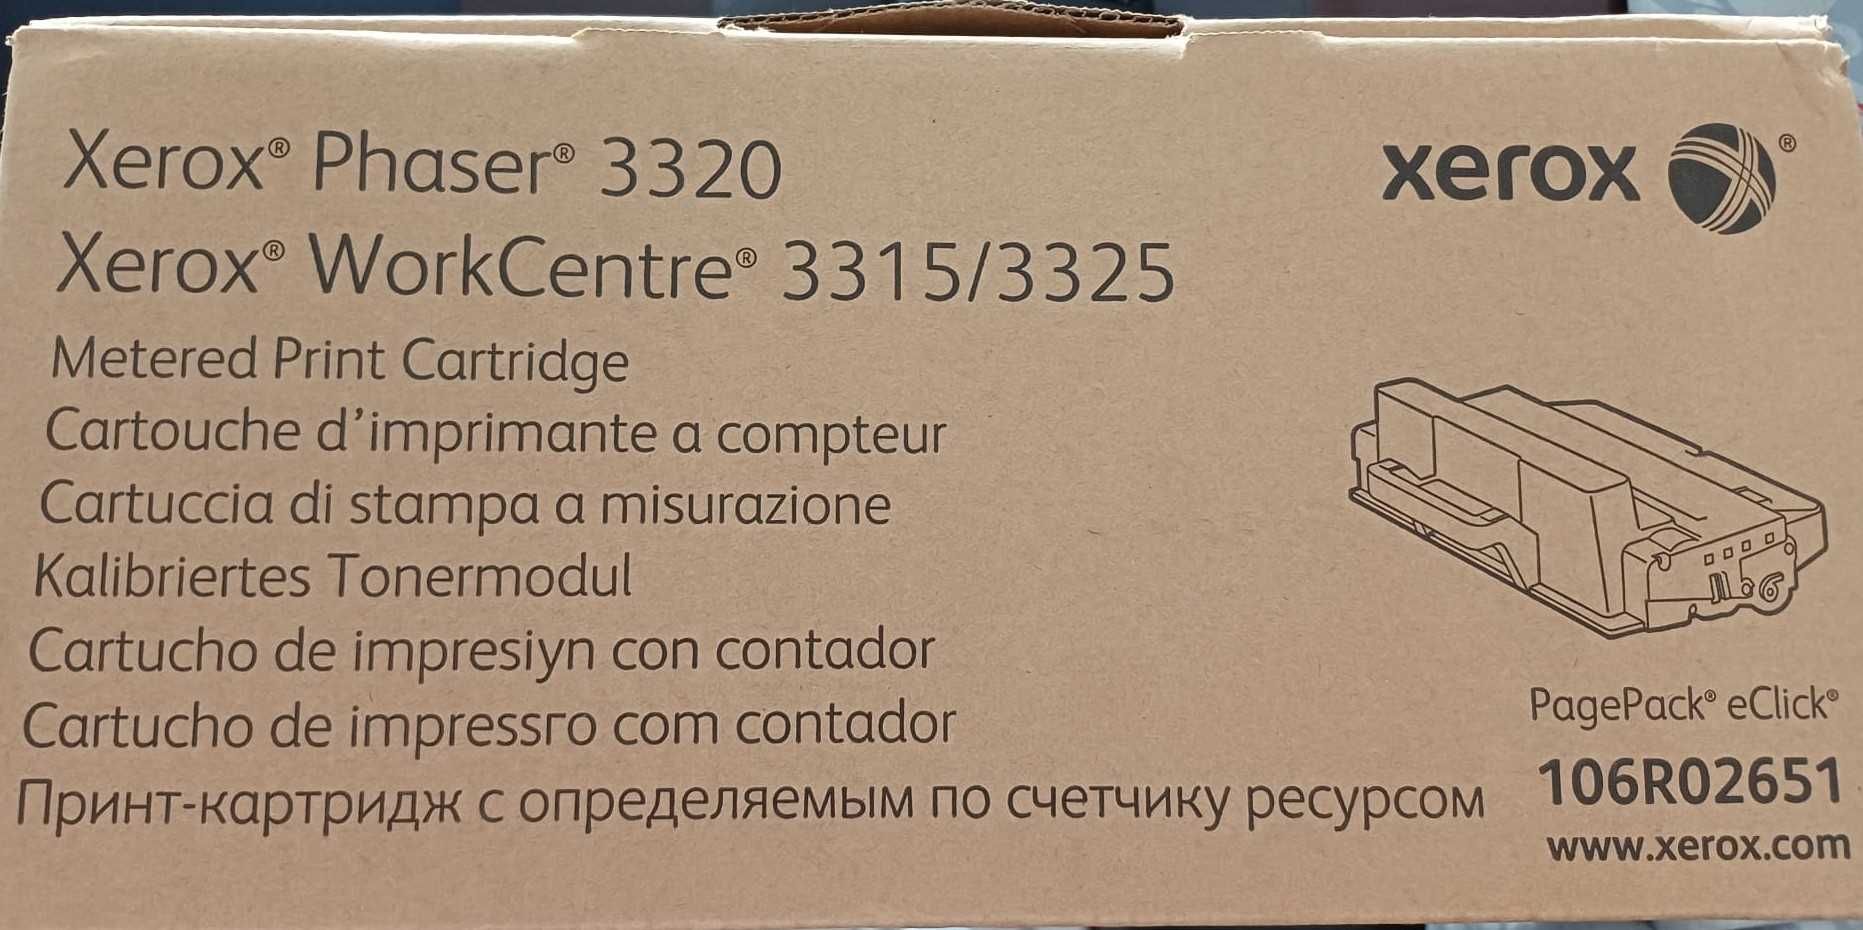 Xerox® Phaser® 3320
xerox®
Xerox® WorkCentre® 3315/3325
Metered Print Cartridge
Cartouche d’imprimante a compteur
Cartuccia di stampa a misurazione
Kalibriertes Tonermodul
Cartucho de impresiyn con contador
Cartucho de impressгo com contador
Принт-картридж с определяемым по счетчику ресурсом
PagePack® eClick®
106R02651
www.xerox.com